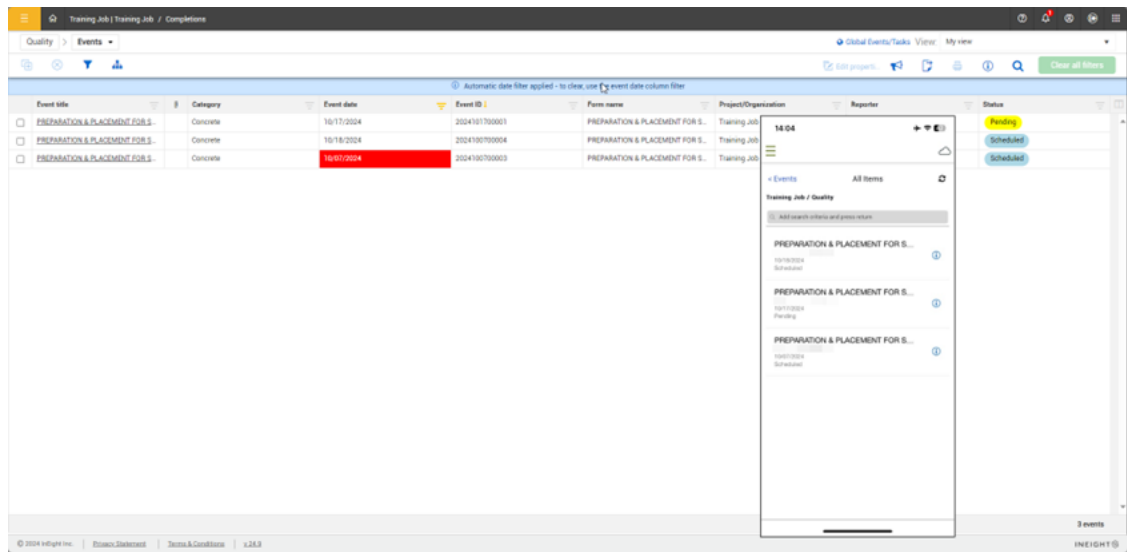 Training Job | Training Job / Completions
Quality > Events
Global Events/Tasks View: My view
Edit properti... Clear all filters
Automatic date filter applied - to clear, use the event date column filter
Event title Category Event date Event ID Form name Project/Organization Reporter Status
PREPARATION & PLACEMENT FOR S... Concrete 10/17/2024 2024101700001 PREPARATION & PLACEMENT FOR S... Training Job Pending
PREPARATION & PLACEMENT FOR S... Concrete 10/18/2024 2024100700004 PREPARATION & PLACEMENT FOR S... Training Job Scheduled
PREPARATION & PLACEMENT FOR S... Concrete 10/07/2024 2024100700003 PREPARATION & PLACEMENT FOR S... Training Job Scheduled
14:04
< Events All Items
Training Job / Quality
Add search criteria and press return
PREPARATION & PLACEMENT FOR S...
Scheduled
PREPARATION & PLACEMENT FOR S...
10/17/2024
Pending
PREPARATION & PLACEMENT FOR S...
10/07/2024
Scheduled
3 events
© 2024 InEight Inc. | Privacy Statement | Terms & Conditions | v 24.9
INEIGHT